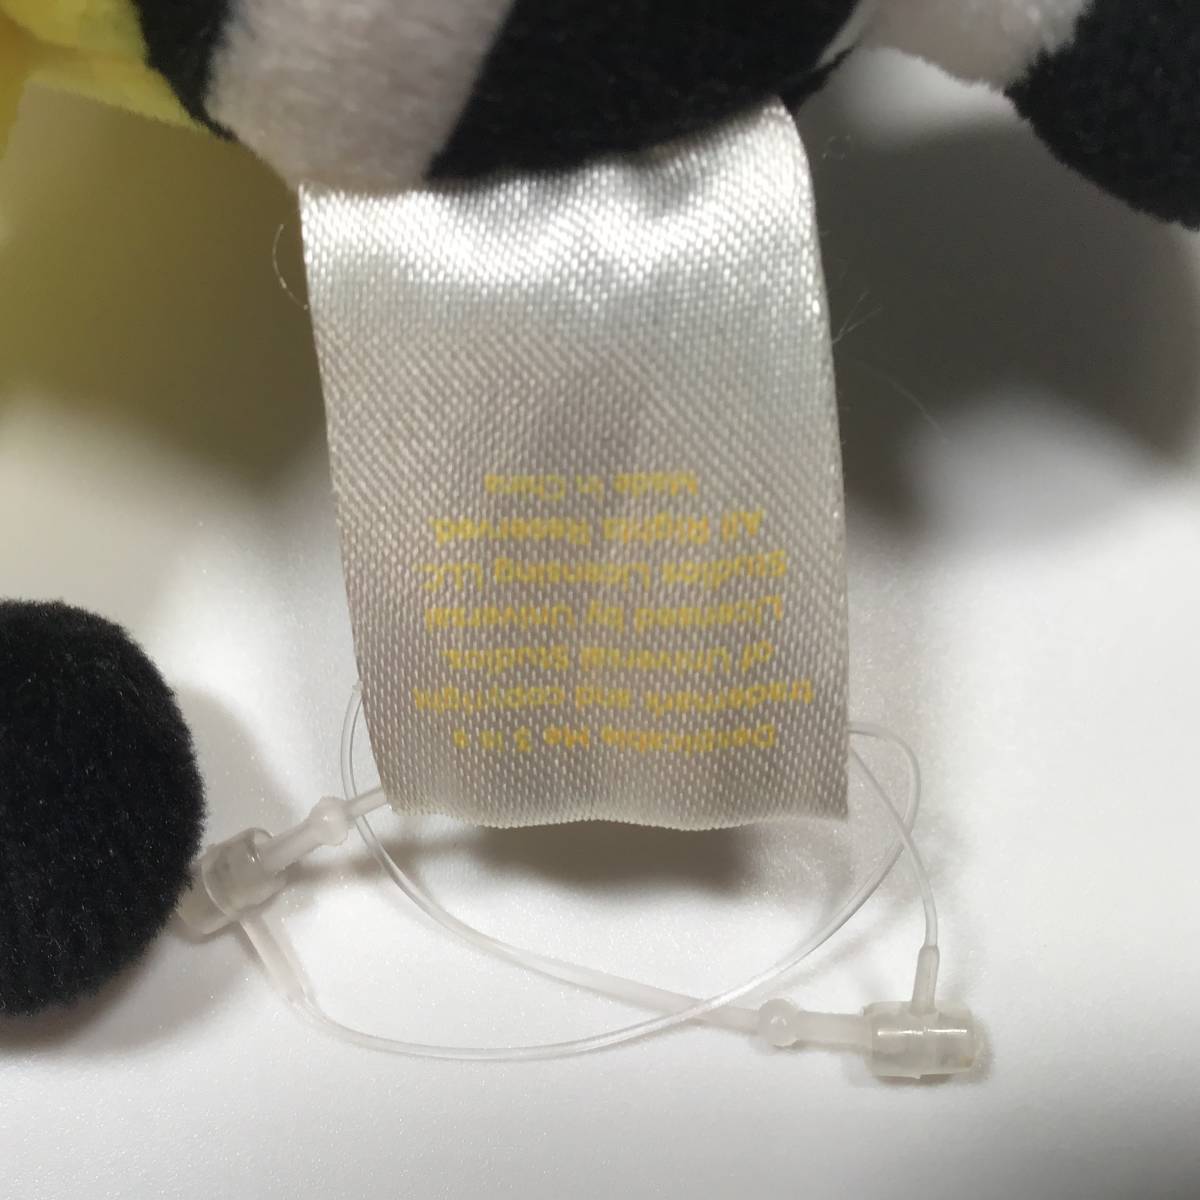 Despicable Me 3 is a
trademark and copyright
of Universal Studios.
Licensed by Universal
Studios Licensing LLC.
All Rights Reserved.
Made in China